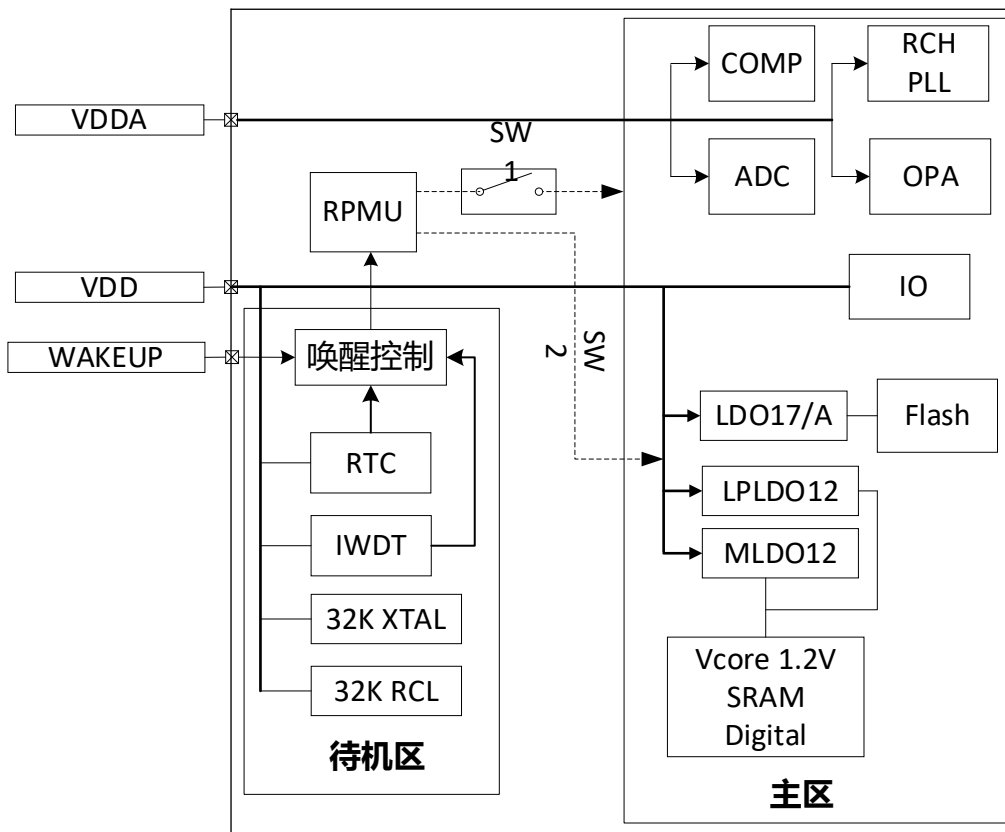 COMP
RCH
PLL
VDDA
SW
1
ADC
OPA
RPMU
VDD
IO
WAKEUP
唤醒控制
SW
2
LDO17/A
Flash
RTC
LPLDO12
IWDT
MLDO12
32K XTAL
Vcore 1.2V
SRAM
Digital
32K RCL
待机区
主区